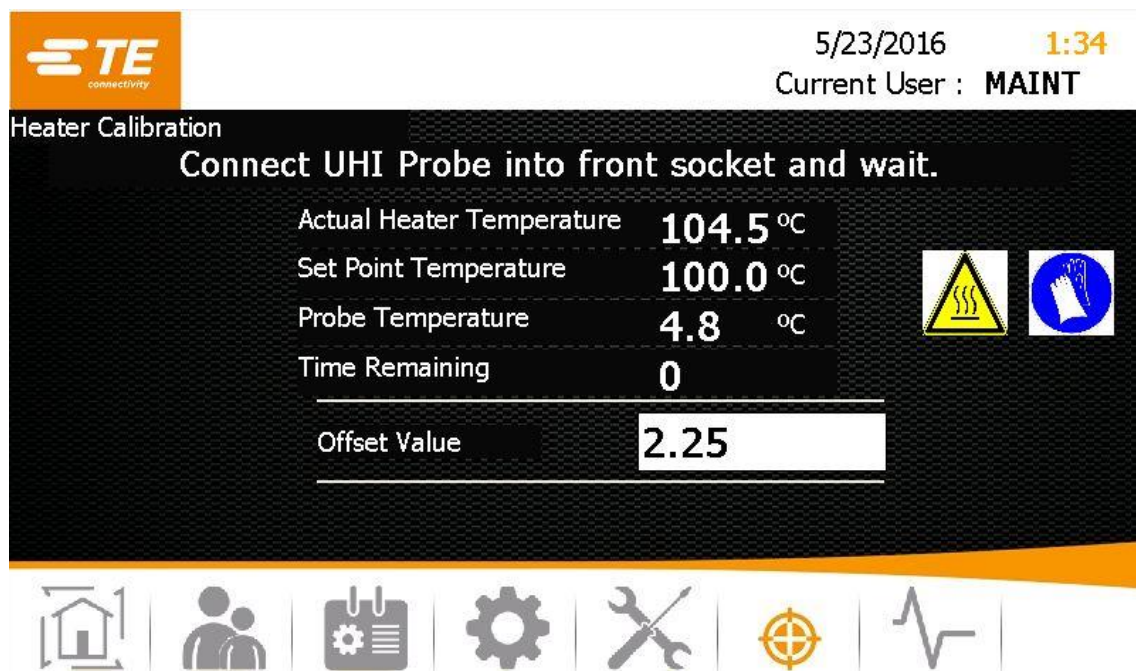 TE
connectivity
5/23/2016 1:34
Current User : MAINT
Heater Calibration
Connect UHI Probe into front socket and wait.
Actual Heater Temperature 104.5 ºC
Set Point Temperature 100.0 ºC
Probe Temperature 4.8 ºC
Time Remaining 0
Offset Value 2.25